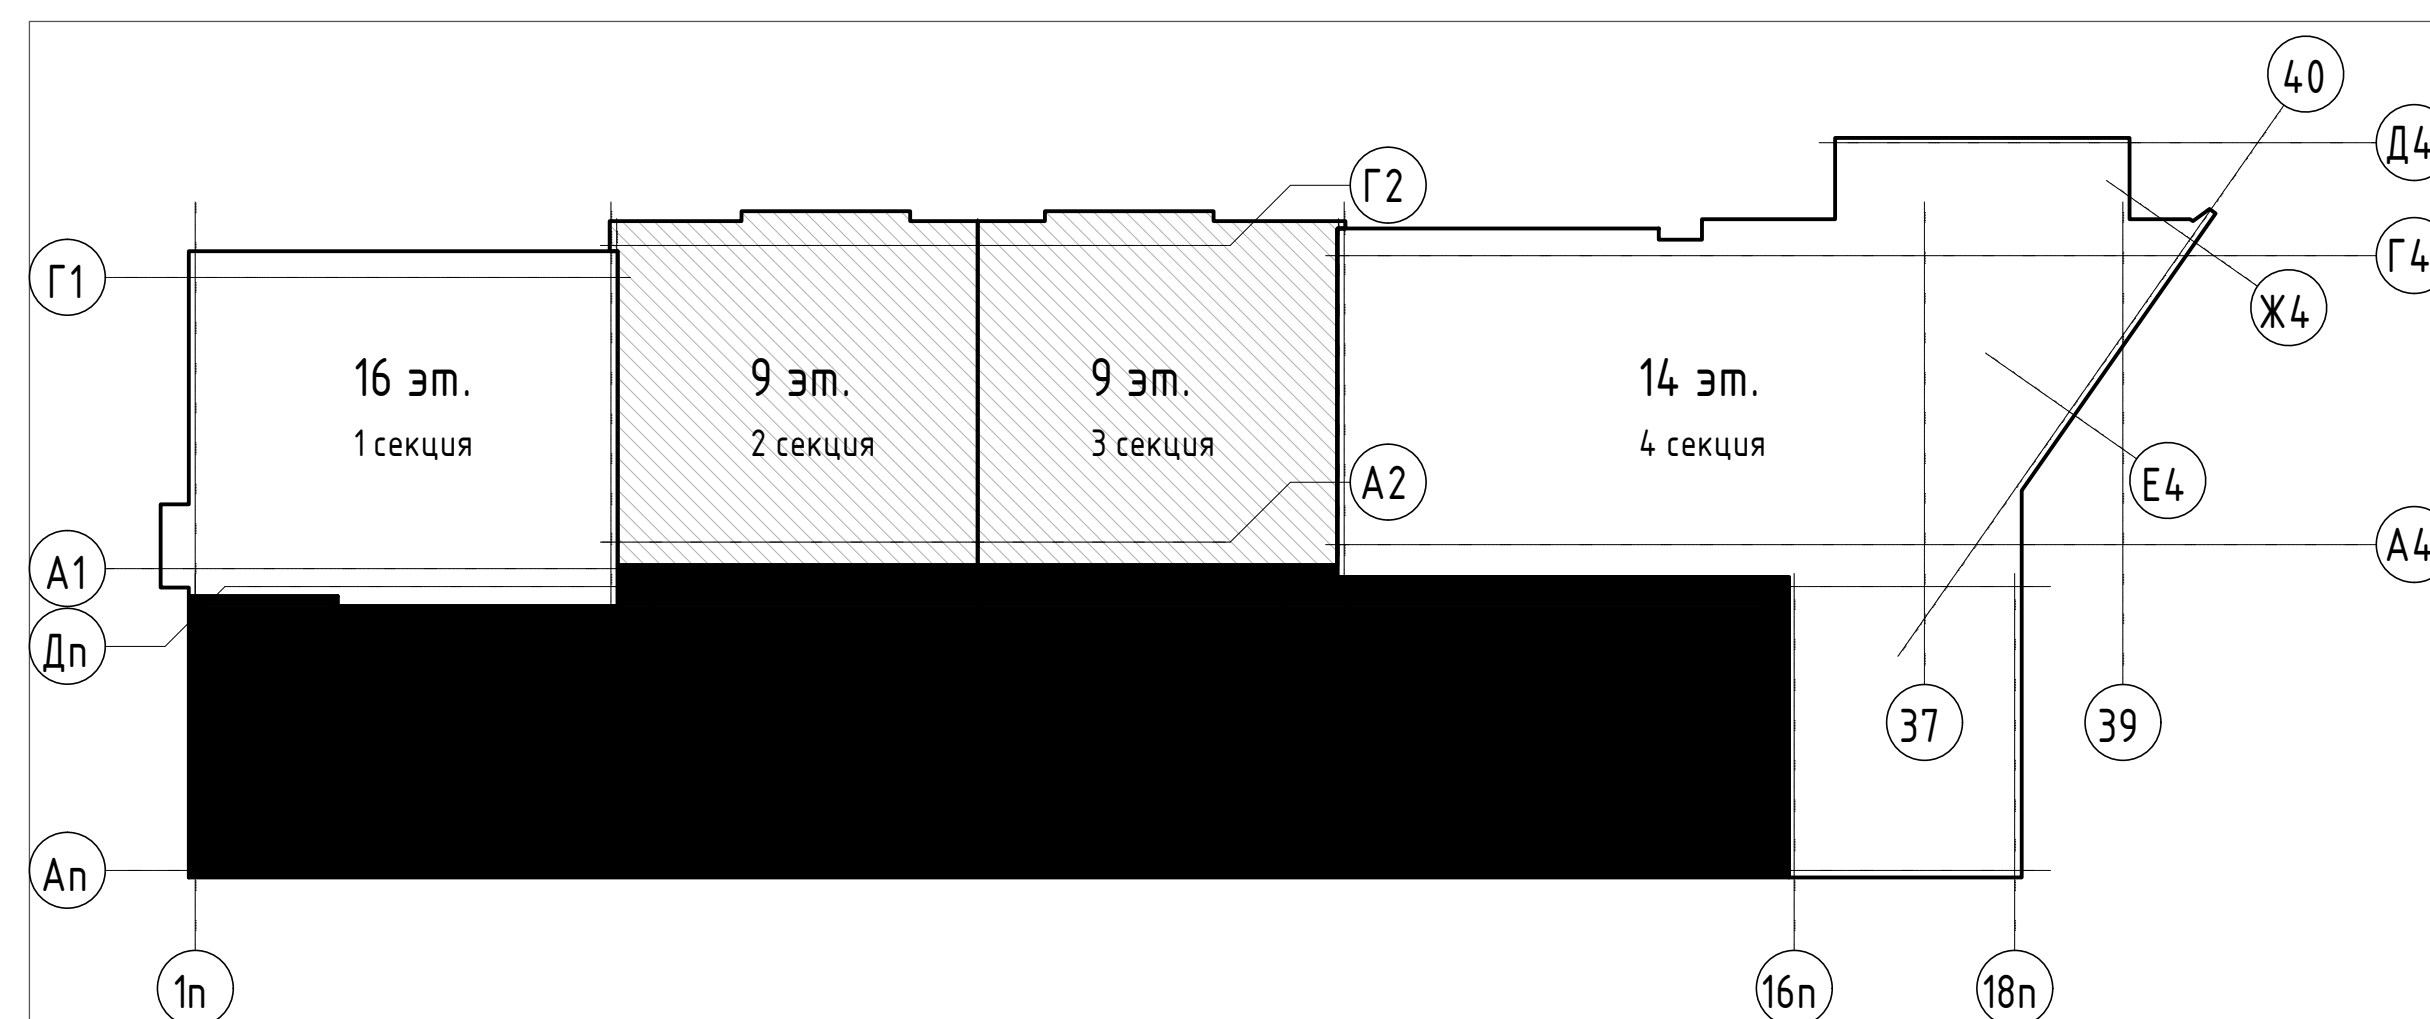 40
Д4
Г2
Г4
Г1
Ж4
16 эт.
9 эт.
9 эт.
14 эт.
1 секция
2 секция
3 секция
4 секция
А2
Е4
А4
А1
Дп
37
39
Ап
1п
16п
18п